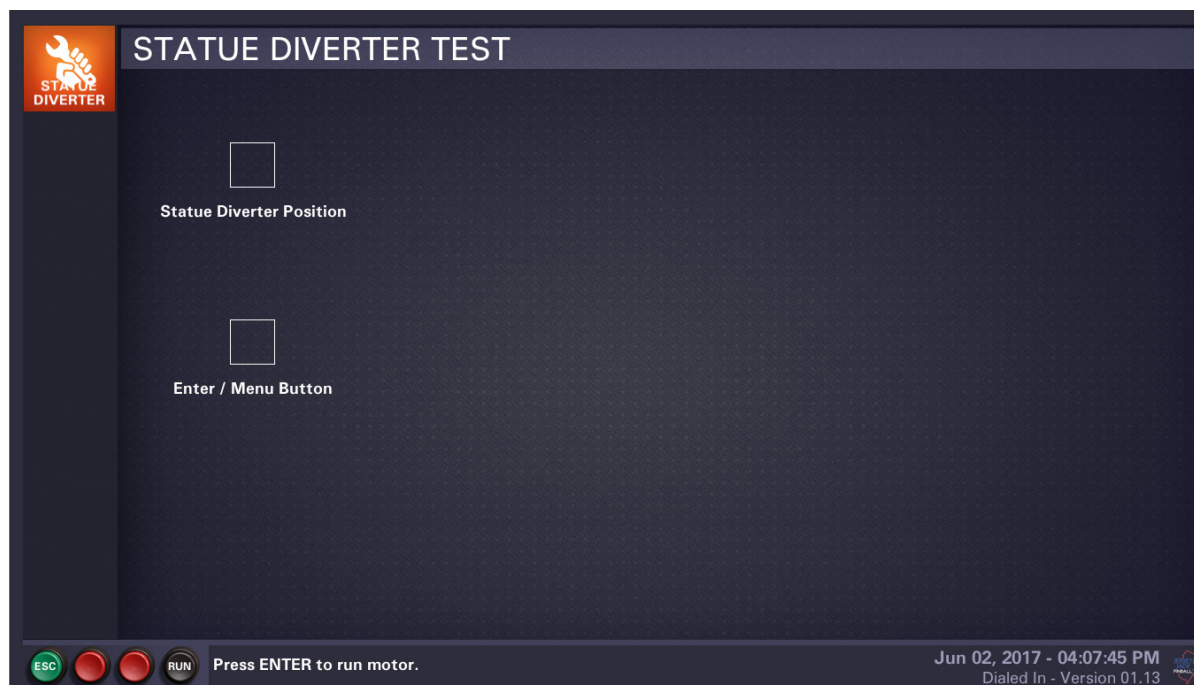 STATUE DIVERTER TEST
STATUE
DIVERTER
Statue Diverter Position
Enter / Menu Button
ESC
RUN
Press ENTER to run motor.
Jun 02, 2017 - 04:07:45 PM
Dialed In - Version 01.13
PINBALL